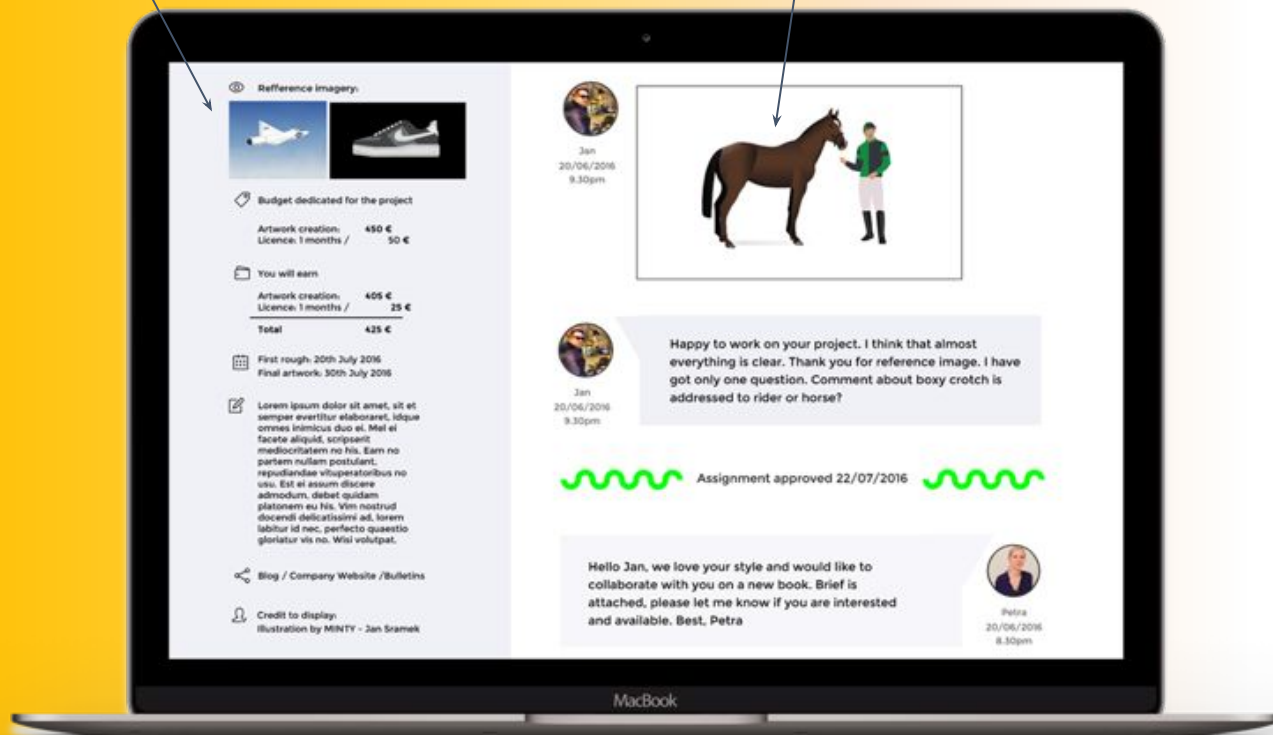 Refference imagery:
Budget dedicated for the project
Artwork creation: 450 €
Licence: 1 months / 50 €
You will earn
Artwork creation: 405 €
Licence: 1 months / 25 €
Total 425 €
First rough: 20th July 2016
Final artwork: 30th July 2016
Lorem ipsum dolor sit amet, sit et
semper evertitur elaboraret, idque
omnes inimicus duo ei. Mel ei
facete aliquid, scripserit
mediocritatem no his. Eam no
partem nullam postulant,
repudiandae vituperatoribus no
usu. Est ei assum discere
admodum, debet quidam
platonem eu his. Vim nostrud
docendi delicatissimi ad, lorem
labitur id nec, perfecto quaestio
gloriatur vis no. Wisi volutpat.
Blog / Company Website /Bulletins
Credit to display:
Illustration by MINTY - Jan Sramek
Jan
20/06/2016
9.30pm
Jan
20/06/2016
9.30pm
Happy to work on your project. I think that almost
everything is clear. Thank you for reference image. I have
got only one question. Comment about boxy crotch is
addressed to rider or horse?
Assignment approved 22/07/2016
Hello Jan, we love your style and would like to
collaborate with you on a new book. Brief is
attached, please let me know if you are interested
and available. Best, Petra
Petra
20/06/2016
8.30pm
MacBook